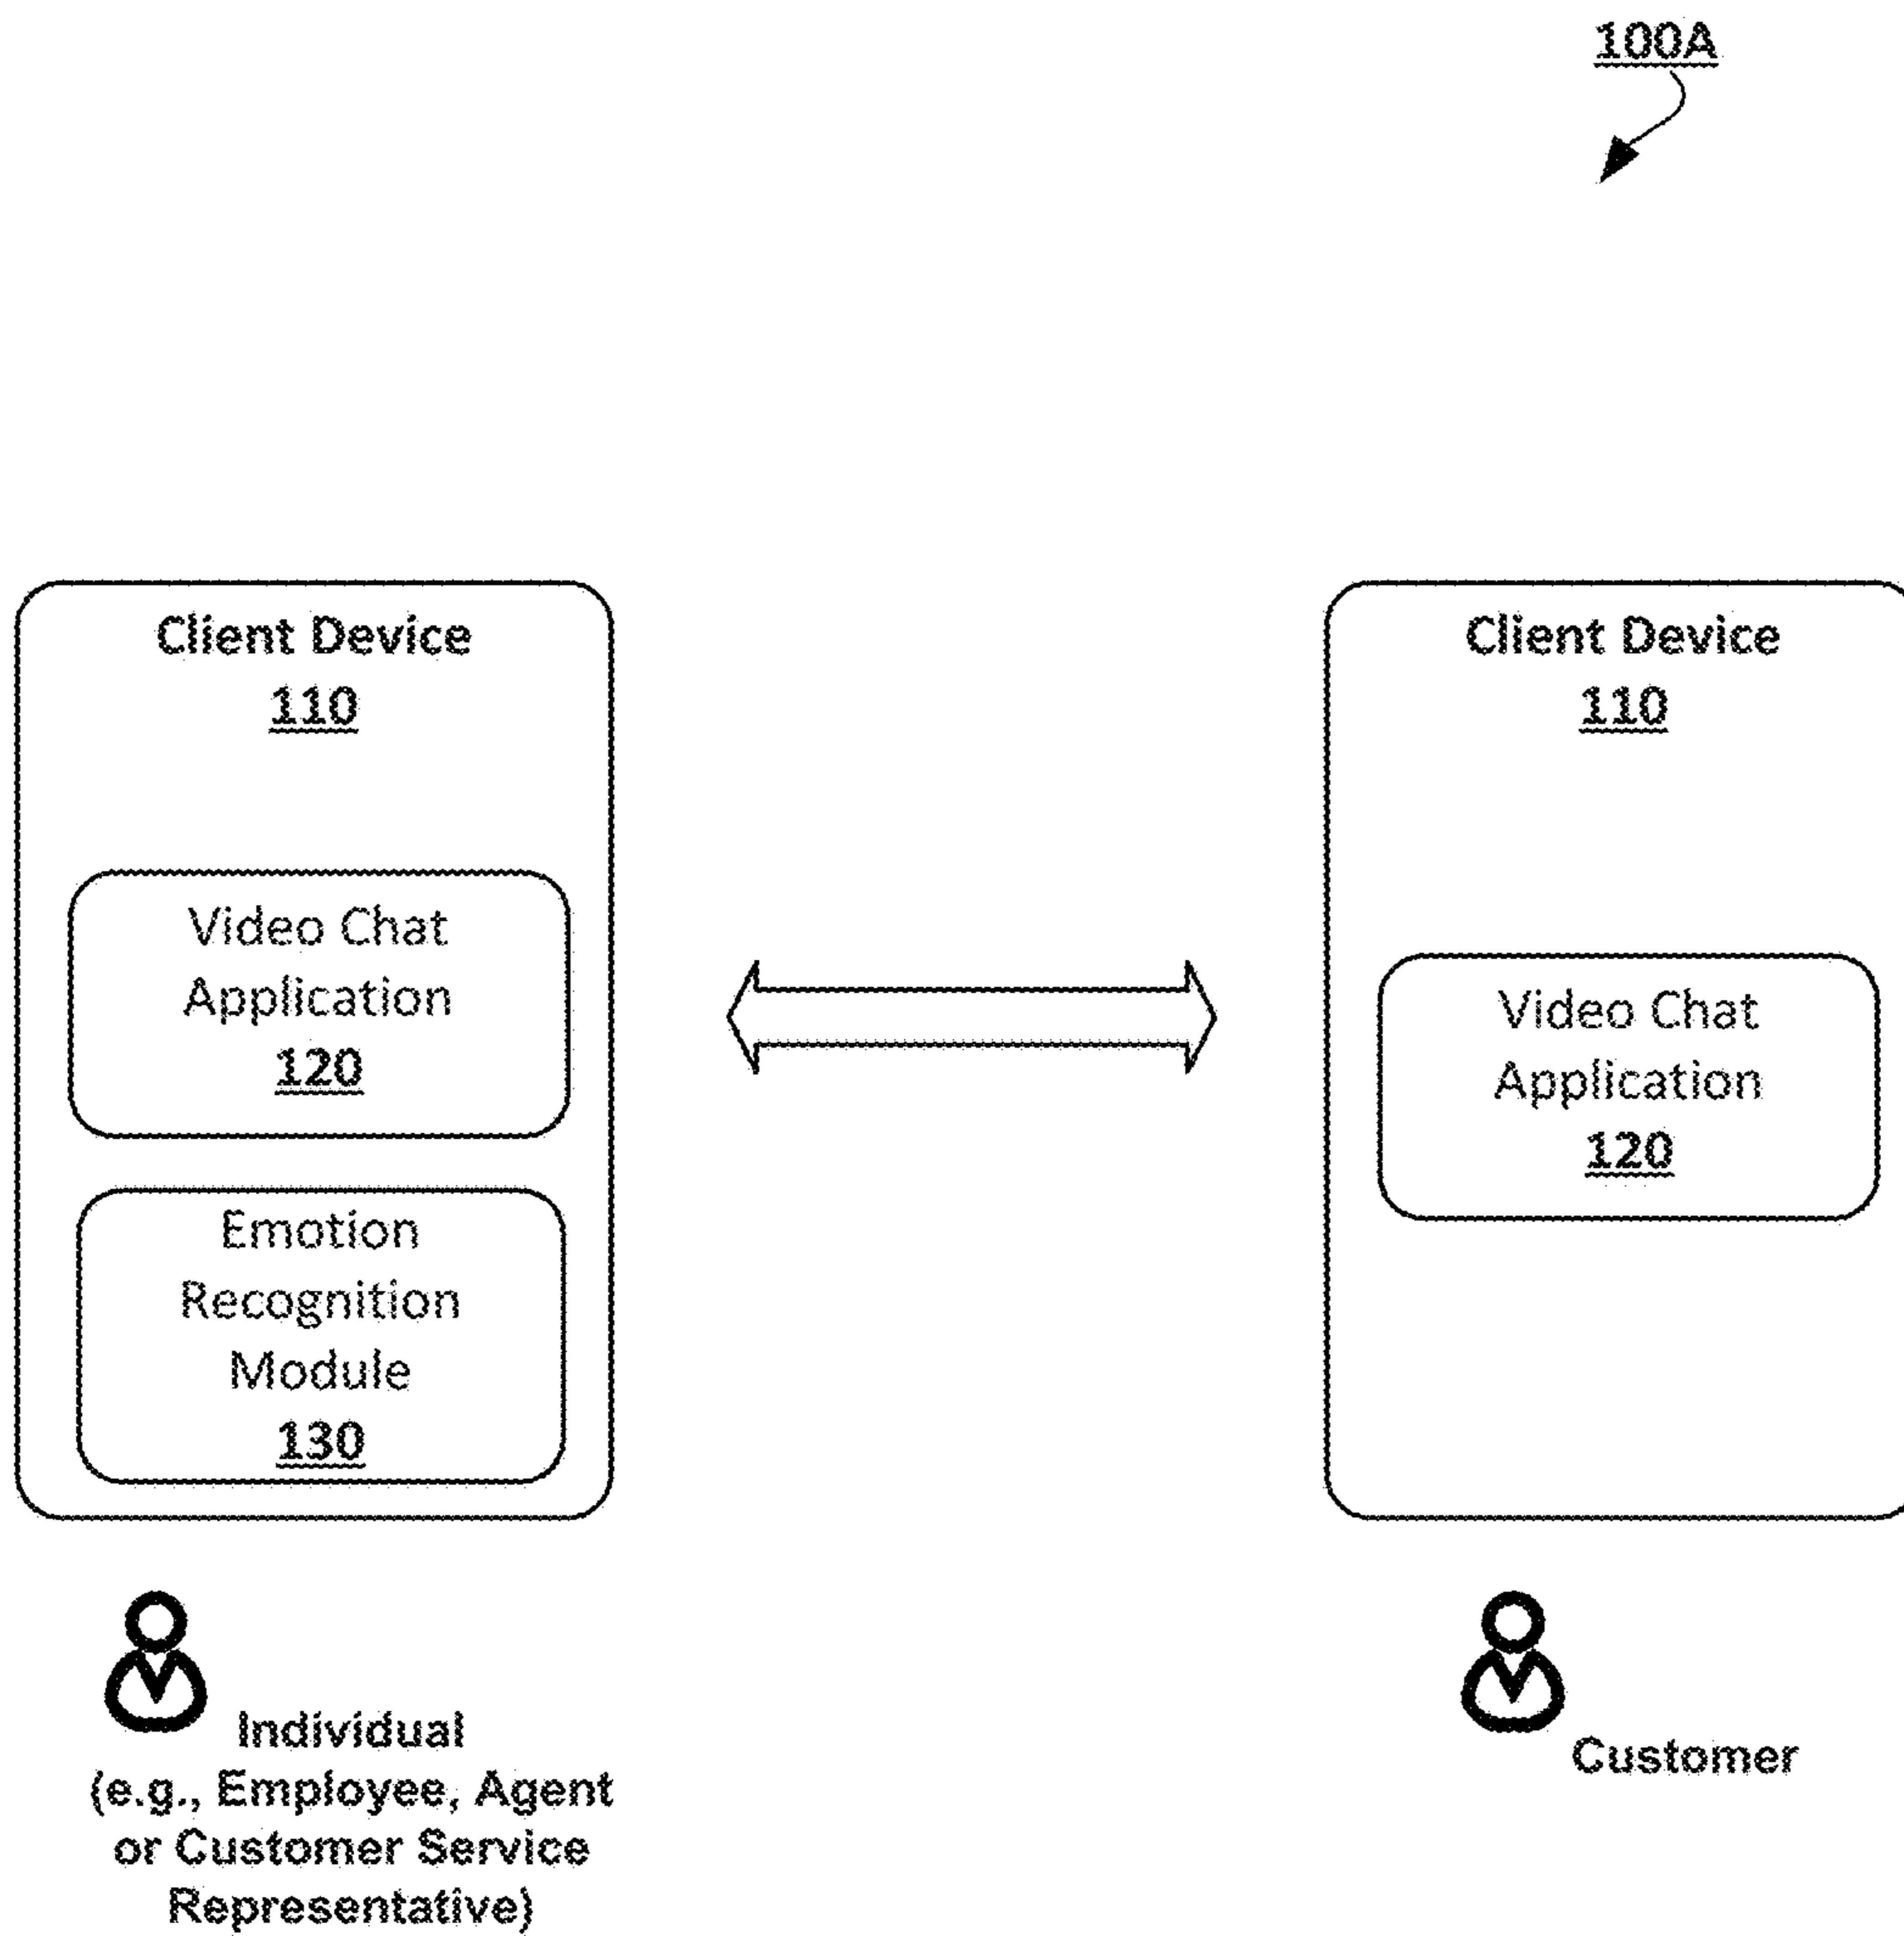 100A
Client Device
110
Video Chat
Application
120
Emotion
Recognition
Module
130
Client Device
110
Video Chat
Application
120
Individual
(e.g., Employee, Agent
or Customer Service
Representative)
Customer